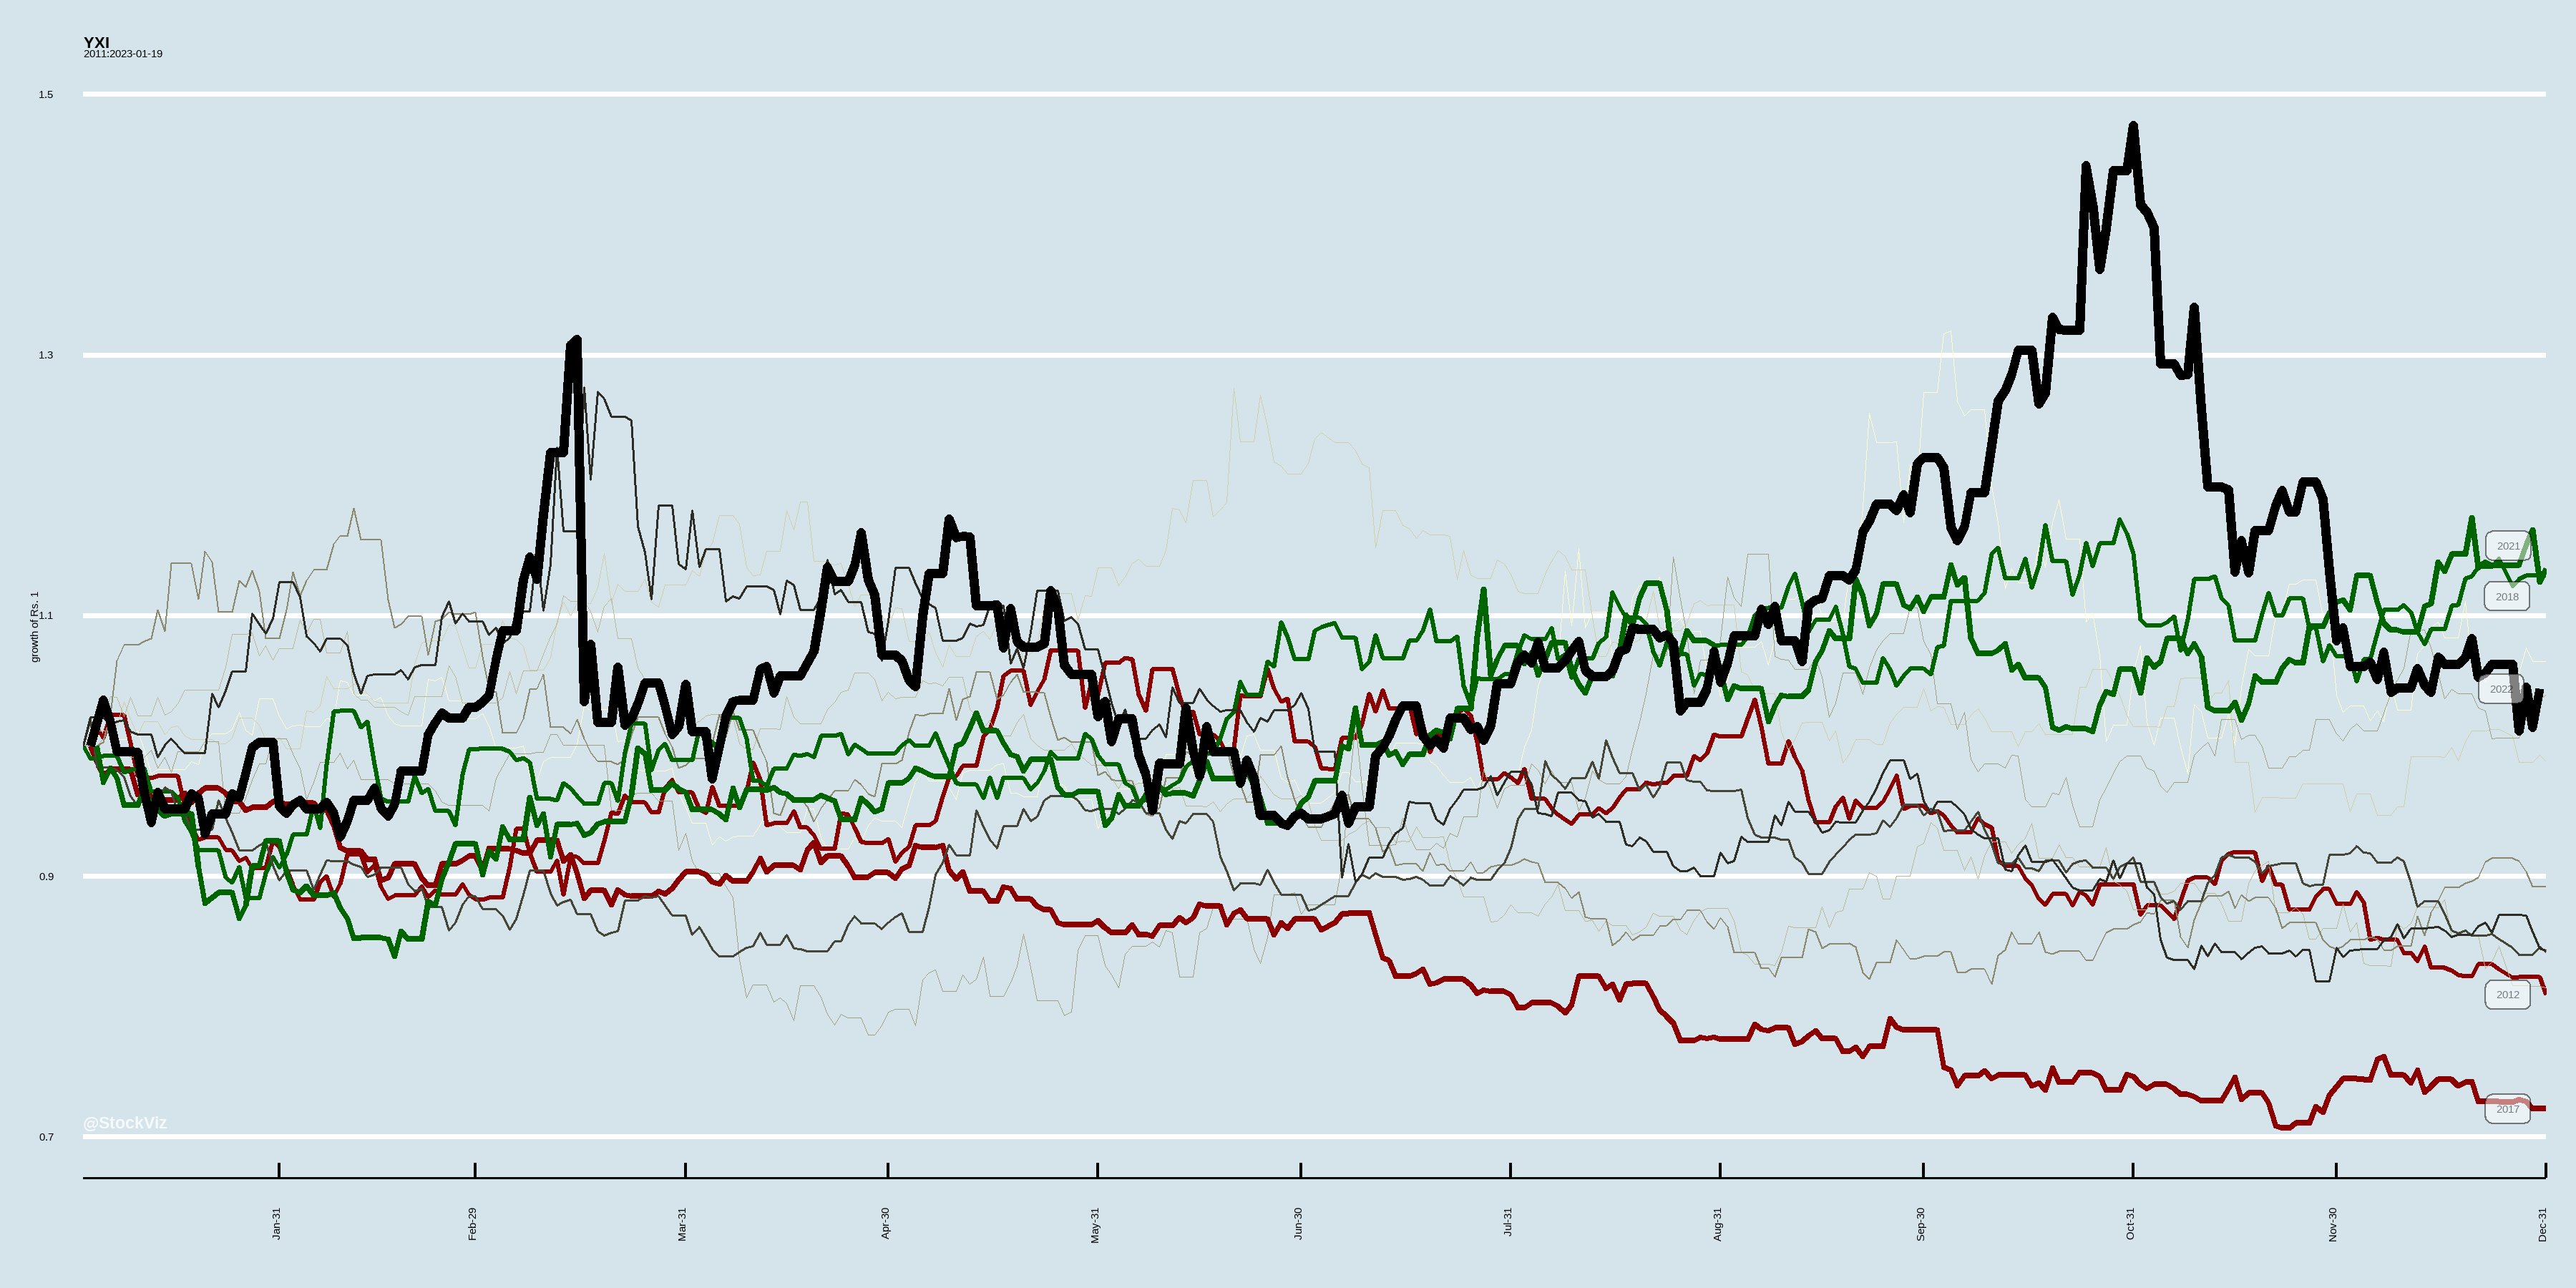 YXI
2011:2023-01-19
1.5
1.3
1.1
0.9
0.7
growth of Rs. 1
2021
2018
2022
2012
2017
@StockViz
Jan-31
Feb-29
Mar-31
Apr-30
May-31
Jun-30
Jul-31
Aug-31
Sep-30
Oct-31
Nov-30
Dec-31